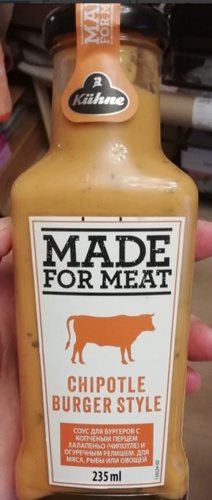 MADE
FOR M
Kühne
MADE
FOR MEAT
CHIPOTLE
BURGER STYLE
СОУС ДЛЯ БУРГЕРОВ С
КОПЧЕНЫМ ПЕРЦЕМ
ХАЛАПЕНЬО (ЧИПОТЛЕ) И
ОГУРЕЧНЫМ РЕЛИШЕМ. ДЛЯ
МЯСА, РЫБЫ ИЛИ ОВОЩЕЙ
235 ml